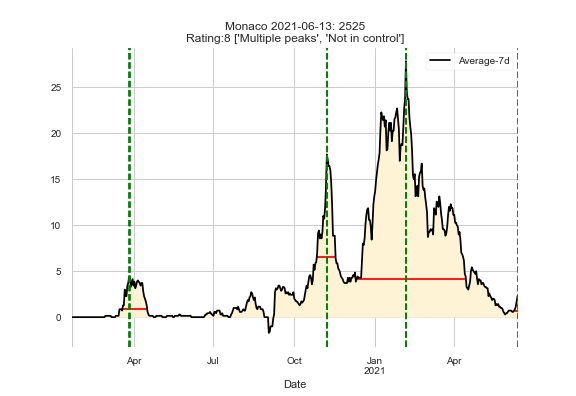 Monaco 2021-06-13: 2525
Rating:8 ['Multiple peaks', 'Not in control']
Average-7d
25
20
15
10
5
0
Apr
Jul
Oct
Jan
2021
Apr
Date